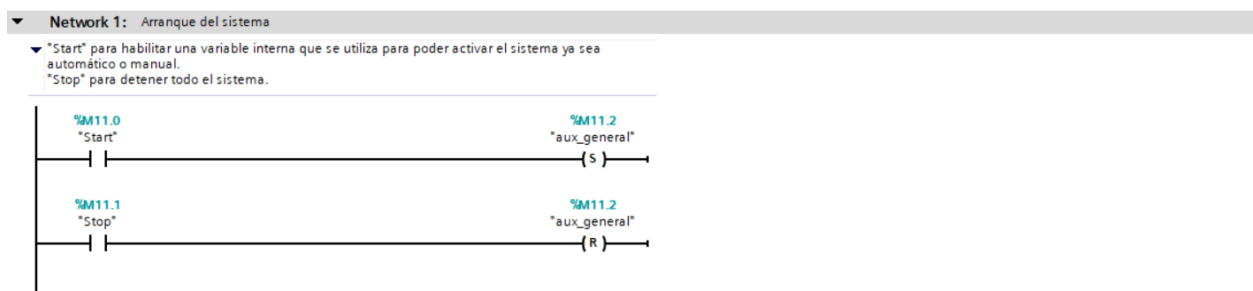 Network 1: Arranque del sistema
"Start" para habilitar una variable interna que se utiliza para poder activar el sistema ya sea
automático o manual.
"Stop" para detener todo el sistema.
%M11.0 %M11.2
"Start" "aux_general"
S
%M11.1 %M11.2
"Stop" "aux_general"
R